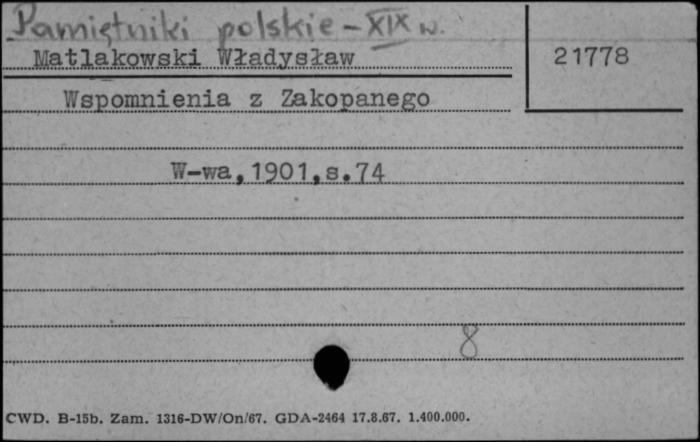 Pamiętniki polskie - XIX w.
Matlakowski Władysław
21778
Wspomnienia z Zakopanego
W-wa, 1901, s. 74
8
CWD. B-15b. Zam. 1316-DW/On/67. GDA-2464 17.8.67. 1.400.000.